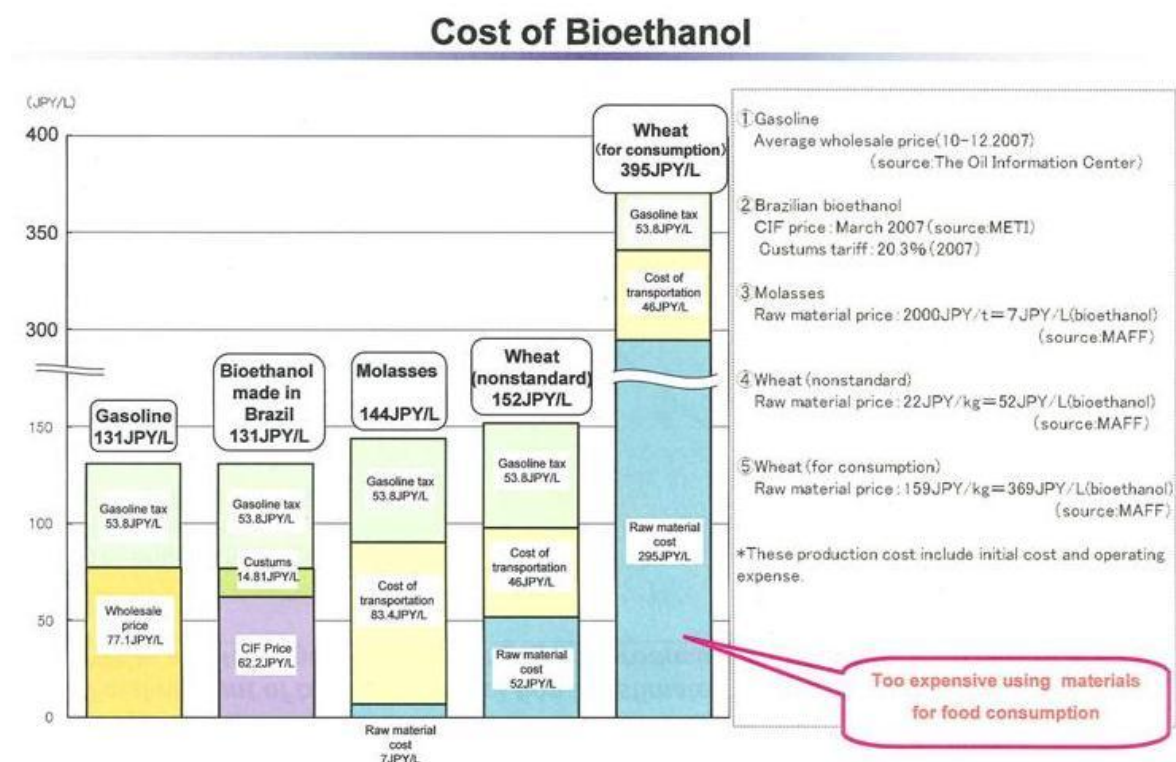 Cost of Bioethanol
(JPY/L)
400
350
300
150
100
50
0
Gasoline
131JPY/L
Gasoline tax
53.8JPY/L
Wholesale
price
77.1JPY/L
Bioethanol
made in
Brazil
131JPY/L
Gasoline tax
53.8JPY/L
Custums
14.81JPY/L
CIF Price
62.2JPY/L
Molasses
144JPY/L
Gasoline tax
53.8JPY/L
Cost of
transportation
83.4JPY/L
Raw material
cost
7JPY/L
Wheat
(nonstandard)
152JPY/L
Gasoline tax
53.8JPY/L
Cost of
transportation
46JPY/L
Raw material
cost
52JPY/L
Wheat
(for consumption)
395JPY/L
Gasoline tax
53.8JPY/L
Cost of
transportation
46JPY/L
Raw material
cost
295JPY/L
①Gasoline
Average wholesale price(10-12.2007)
(source:The Oil Information Center)
②Brazilian bioethanol
CIF price : March 2007(source:METI)
Custums tariff : 20.3%(2007)
③Molasses
Raw material price : 2000JPY/t=7JPY/L(bioethanol)
(source:MAFF)
④Wheat (nonstandard)
Raw material price : 22JPY/kg=52JPY/L(bioethanol)
(source:MAFF)
⑤Wheat (for consumption)
Raw material price : 159JPY/kg=369JPY/L(bioethanol)
(source:MAFF)
*These production cost include initial cost and operating
expense.
Too expensive using materials
for food consumption